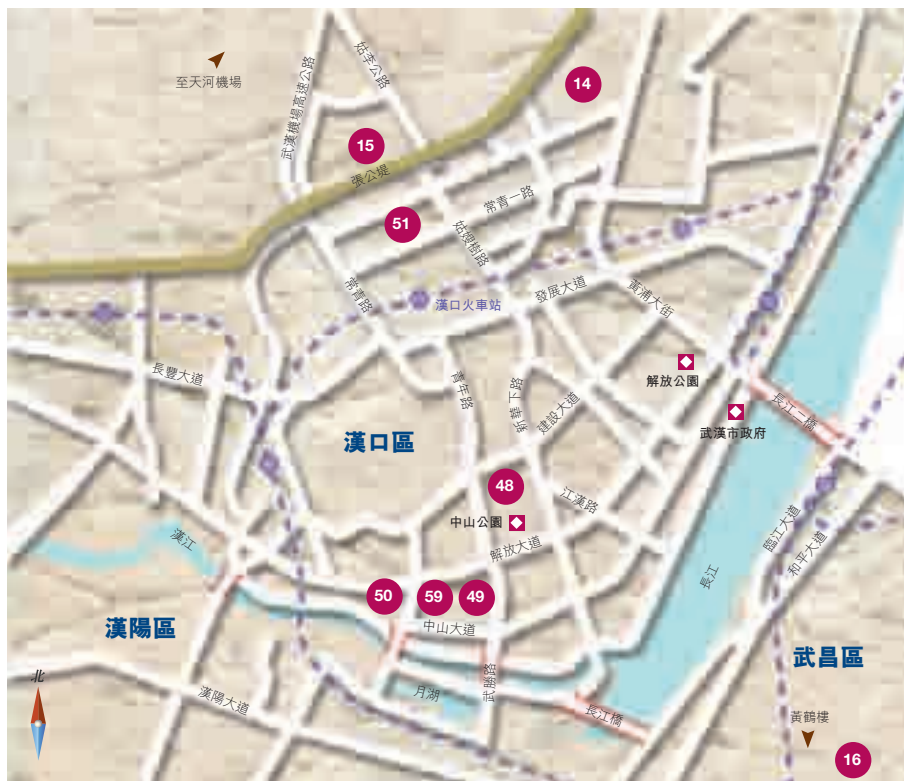 14
姑李公路
至天河機場
武漢機場高速公路
15
張公堤
常青一路
51
姑嫂樹路
常青路
漢口火車站
發展大道
黃浦大街
解放公園
長豐大道
青年路
新華下路
建設大道
長江二橋
武漢市政府
漢口區
48
江漢路
中山公園
解放大道
臨江大道
和平大道
漢江
長江
50
59
49
中山大道
漢陽區
武昌區
武勝路
北
月湖
漢陽大道
長江橋
黃鶴樓
16